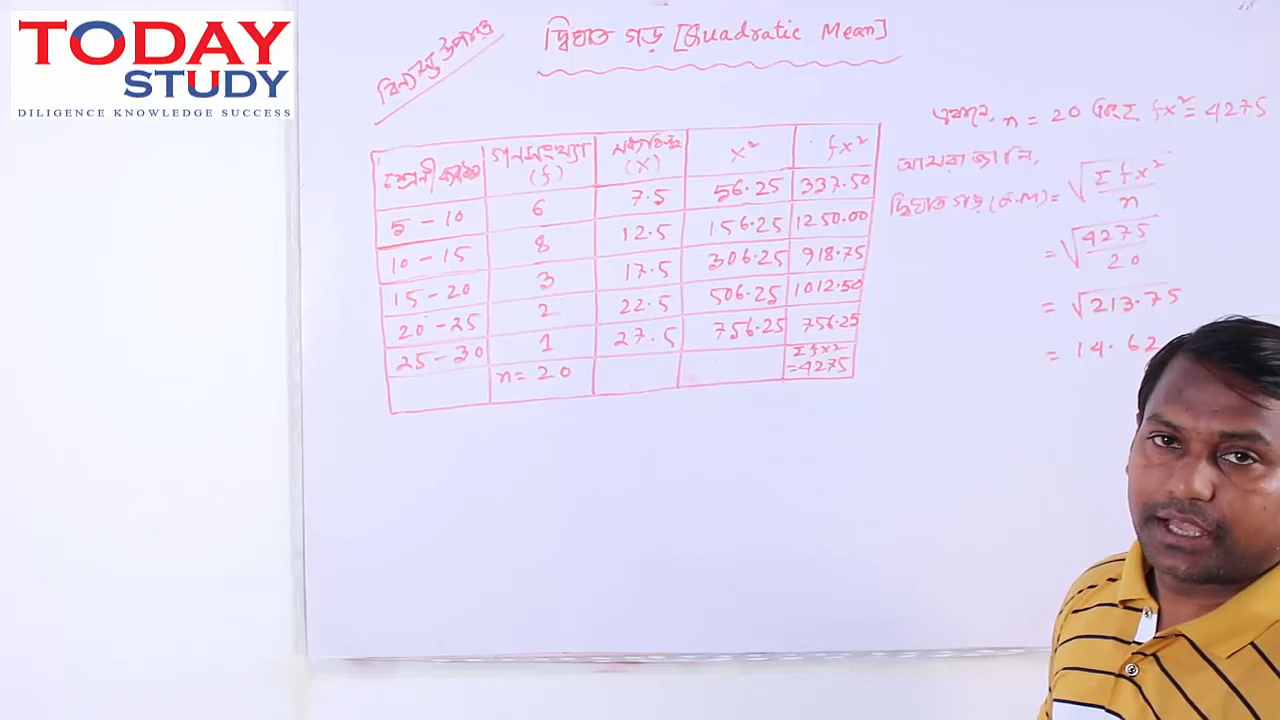 TODAY
STUDY
DILIGENCE KNOWLEDGE SUCCESS
বিন্যস্ত উপাত্ত
দ্বিঘাত গড় [Quadratic Mean]
শ্রেণী ব্যবধান গণসংখ্যা (f) মধ্যবিন্দু (X) X² fx²
5 - 10 6 7.5 56.25 337.50
10 - 15 8 12.5 156.25 1250.00
15 - 20 3 17.5 306.25 918.75
20 - 25 2 22.5 506.25 1012.50
25 - 30 1 27.5 756.25 756.25
n = 20 Σfx² = 4275
এখানে, n = 20 এবং Σfx² = 4275
আমরা জানি,
দ্বিঘাত গড় (Q.M) = √Σfx²/n
= √4275/20
= √213.75
= 14.62